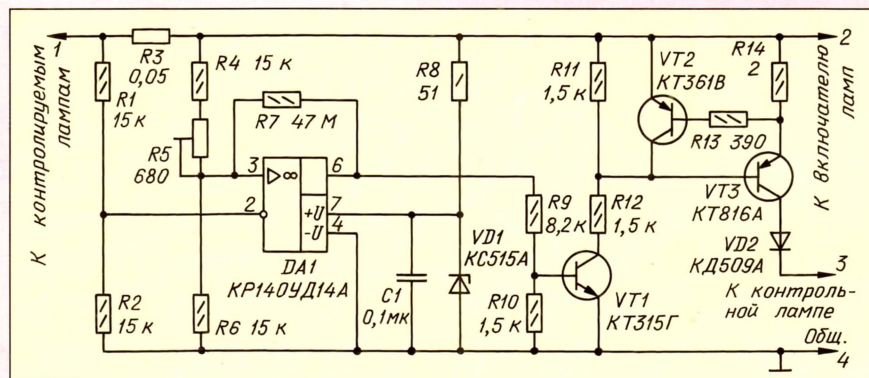 К контролируемым
лампам
1
R3
0,05
R1
15 к
R4 15 к
R5
680
R7 47 М
3
2
▷∞
+U
-U
6
7
4
DA1
КР140УД14А
R2
15 к
R6 15 к
R8
51
C1
0,1мк
VD1
КС515А
R9
8,2к
R10
1,5 к
R11
1,5 к
R12
1,5 к
VT1
КТ315Г
VT2
КТ361В
R13 390
R14
2
VT3
КТ816А
VD2
КД509А
2
К включателю
ламп
3
К контроль-
ной лампе
Общ.
4